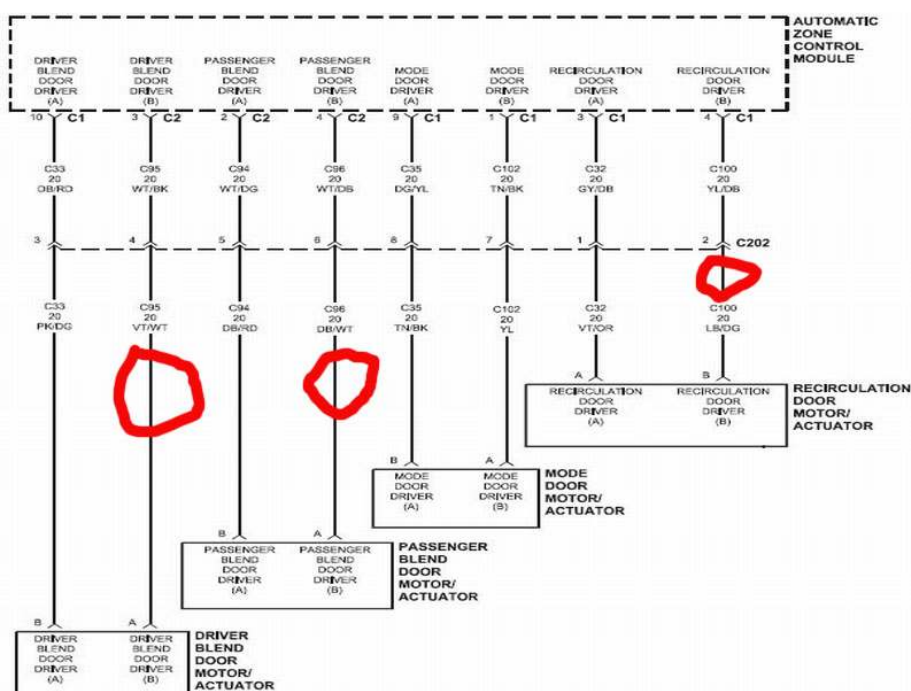 AUTOMATIC
ZONE
CONTROL
MODULE
DRIVER
BLEND
DOOR
DRIVER
(A)
DRIVER
BLEND
DOOR
DRIVER
(B)
PASSENGER
BLEND
DOOR
DRIVER
(A)
PASSENGER
BLEND
DOOR
DRIVER
(B)
MODE
DOOR
DRIVER
(A)
MODE
DOOR
DRIVER
(B)
RECIRCULATION
DOOR
DRIVER
(A)
RECIRCULATION
DOOR
DRIVER
(B)
10 C1
3 C2
2 C2
4 C2
9 C1
1 C1
3 C1
4 C1
C33
20
DB/RD
C95
20
WT/BK
C94
20
WT/DG
C96
20
WT/DB
C35
20
DG/YL
C102
20
TN/BK
C32
20
GY/DB
C100
20
YL/DB
3 4 5 6 8 7 1 2 C202
C33
20
PK/DG
C95
20
VT/WT
C94
20
DB/RD
C96
20
DB/WT
C35
20
TN/BK
C102
20
YL
C32
20
VT/OR
C100
20
LB/DG
A B
RECIRCULATION
DOOR
DRIVER
(A)
RECIRCULATION
DOOR
DRIVER
(B)
RECIRCULATION
DOOR
MOTOR/
ACTUATOR
B A
MODE
DOOR
DRIVER
(A)
MODE
DOOR
DRIVER
(B)
MODE
DOOR
MOTOR/
ACTUATOR
B A
PASSENGER
BLEND
DOOR
DRIVER
(A)
PASSENGER
BLEND
DOOR
DRIVER
(B)
PASSENGER
BLEND
DOOR
MOTOR/
ACTUATOR
B A
DRIVER
BLEND
DOOR
DRIVER
(A)
DRIVER
BLEND
DOOR
DRIVER
(B)
DRIVER
BLEND
DOOR
MOTOR/
ACTUATOR